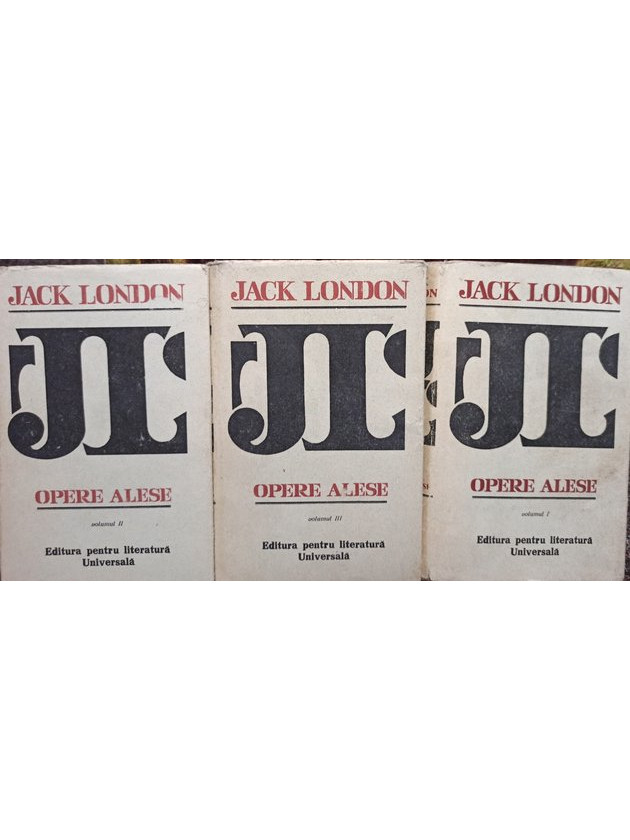 JACK LONDON
JL
OPERE ALESE
volumul II
Editura pentru literatură
Universală
JACK LONDON
JL
OPERE ALESE
volumul III
Editura pentru literatură
Universală
JACK LONDON
JL
OPERE ALESE
volumul I
Editura pentru literatură
Universală